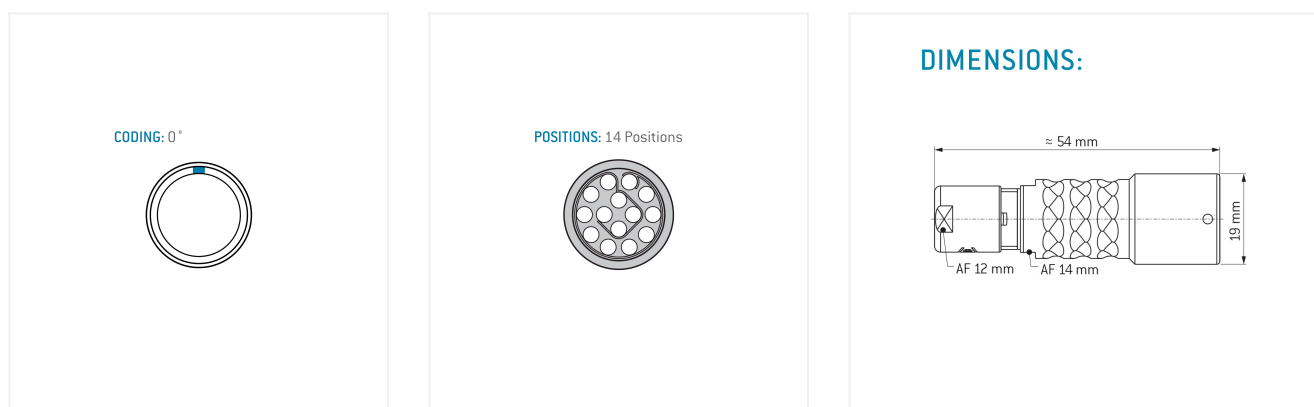 CODING: 0°
POSITIONS: 14 Positions
DIMENSIONS:
≈ 54 mm
19 mm
AF 12 mm
AF 14 mm